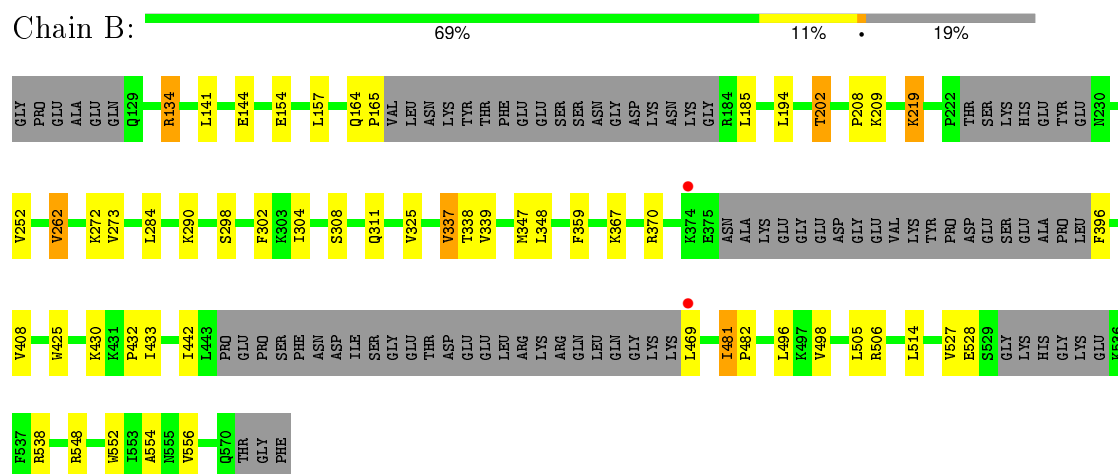 Chain B:
69% 11% • 19%
GLY PRO GLU ALA GLU GLN Q129 R134 L141 E144 E154 L157 Q164 P165 VAL LEU ASN LYS TYR THR PHE GLU GLU SER SER ASN GLY ASP LYS ASN LYS GLY R184 L185 L194 T202 P208 K209 K219 P222 THR SER LYS HIS GLU TYR GLU N230
V252 V262 K272 V273 L284 K290 S298 F302 K303 I304 S308 Q311 V325 V337 T338 V339 M347 L348 F359 K367 R370 K374 E375 ASN ALA LYS GLU GLY GLU ASP GLY GLU VAL LYS TYR PRO ASP GLU SER GLU ALA PRO LEU F396
V408 W425 K430 K431 P432 I433 I442 L443 PRO GLU PRO SER PHE ASN ASP ILE SER GLY GLU THR ASP GLU GLU LEU ARG LYS ARG GLN LEU GLN GLY LYS LYS L469 I481 P482 L496 K497 V498 L505 R506 L514 V527 E528 S529 GLY LYS HIS GLY LYS GLU K536
F537 R538 R548 W552 I553 A554 N555 V556 Q570 THR GLY PHE